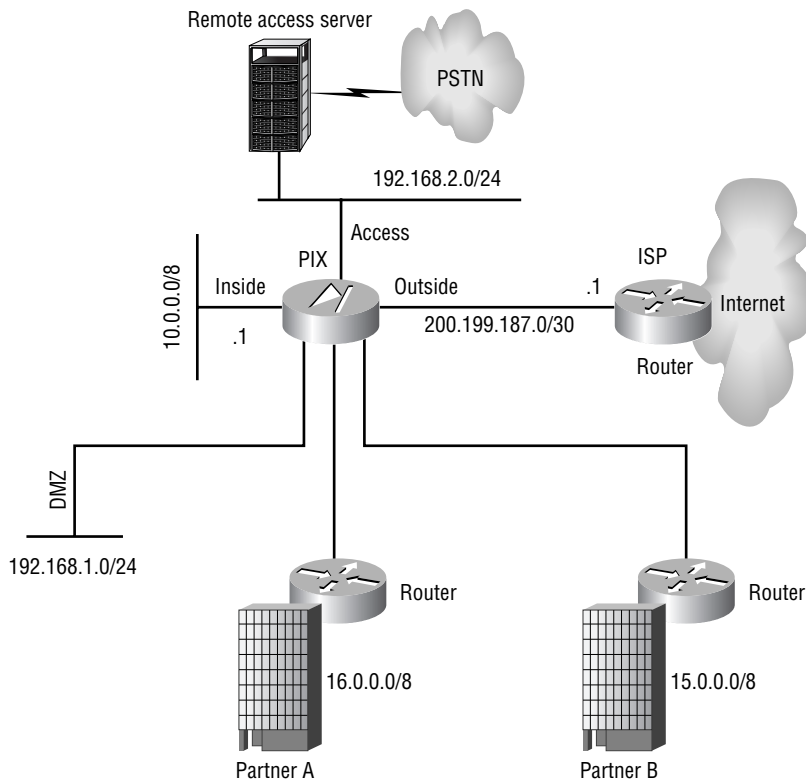 Remote access server
PSTN
192.168.2.0/24
Access
PIX
ISP
Inside
Outside
.1
Internet
10.0.0.0/8
.1
200.199.187.0/30
Router
DMZ
192.168.1.0/24
Router
Router
16.0.0.0/8
15.0.0.0/8
Partner A
Partner B